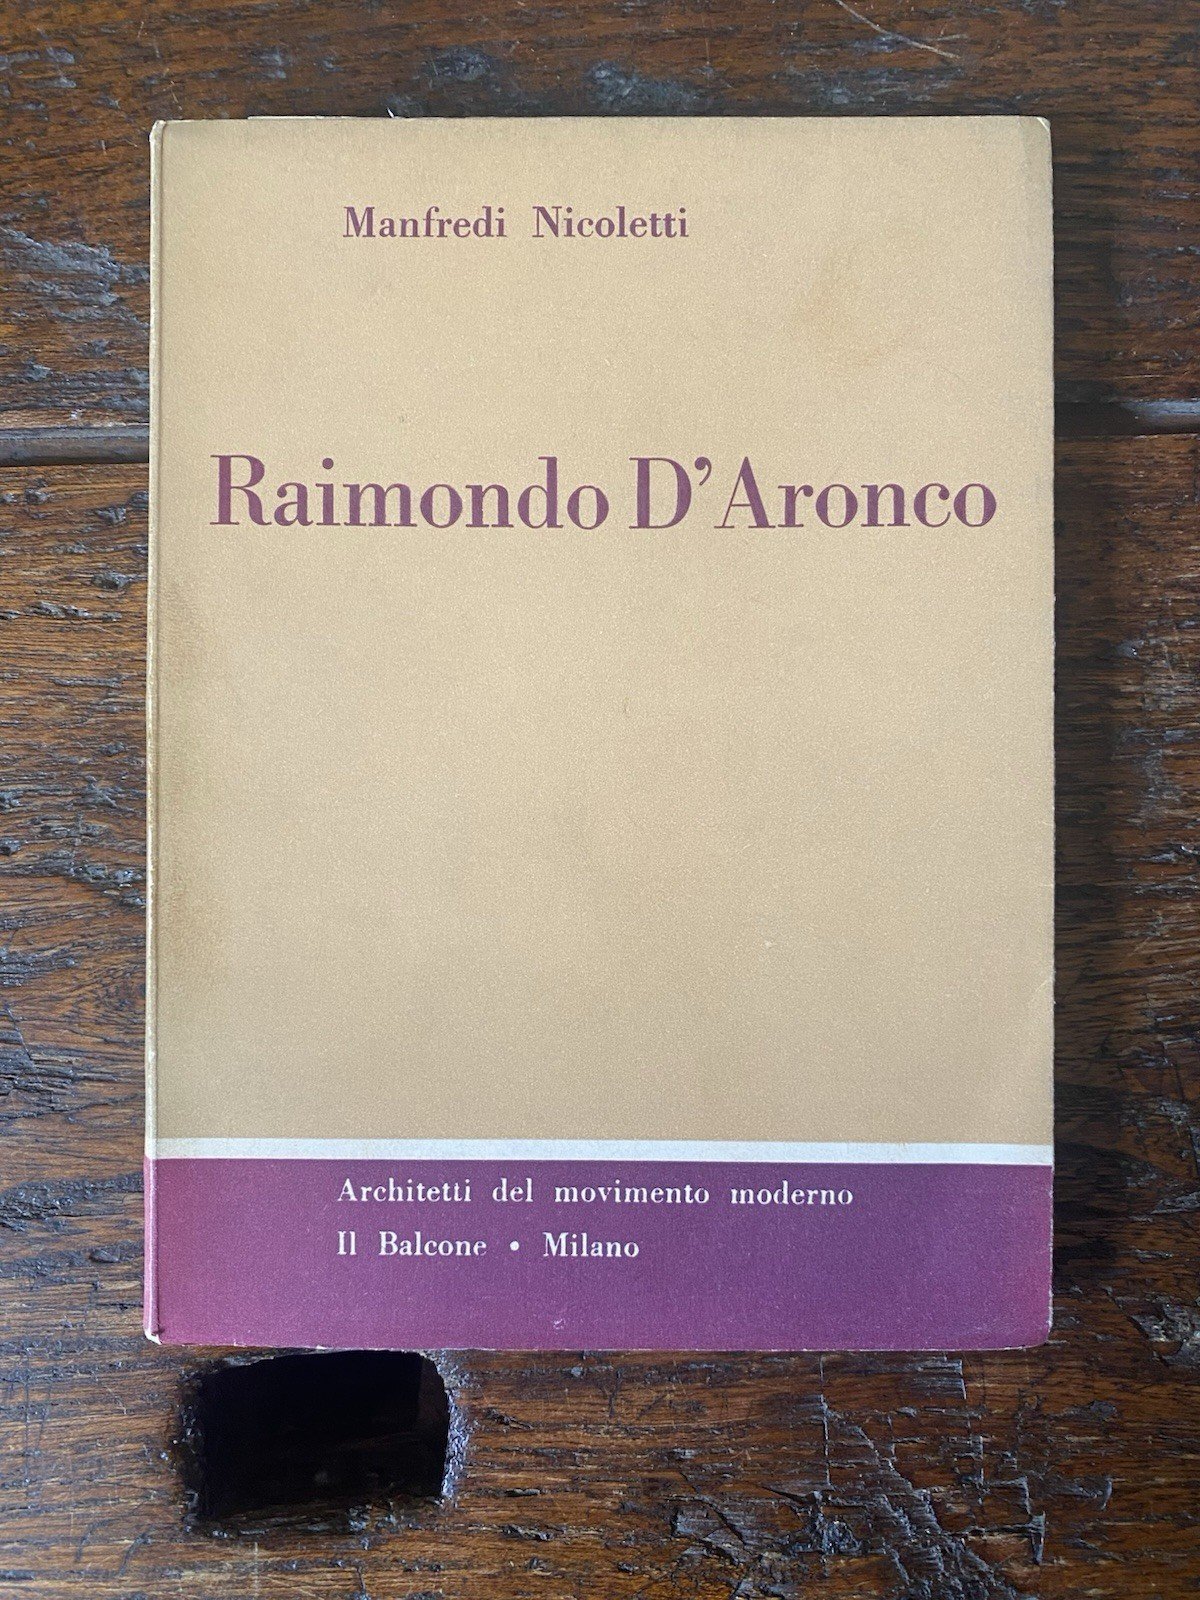 Manfredi Nicoletti
Raimondo D'Aronco
Architetti del movimento moderno
Il Balcone • Milano